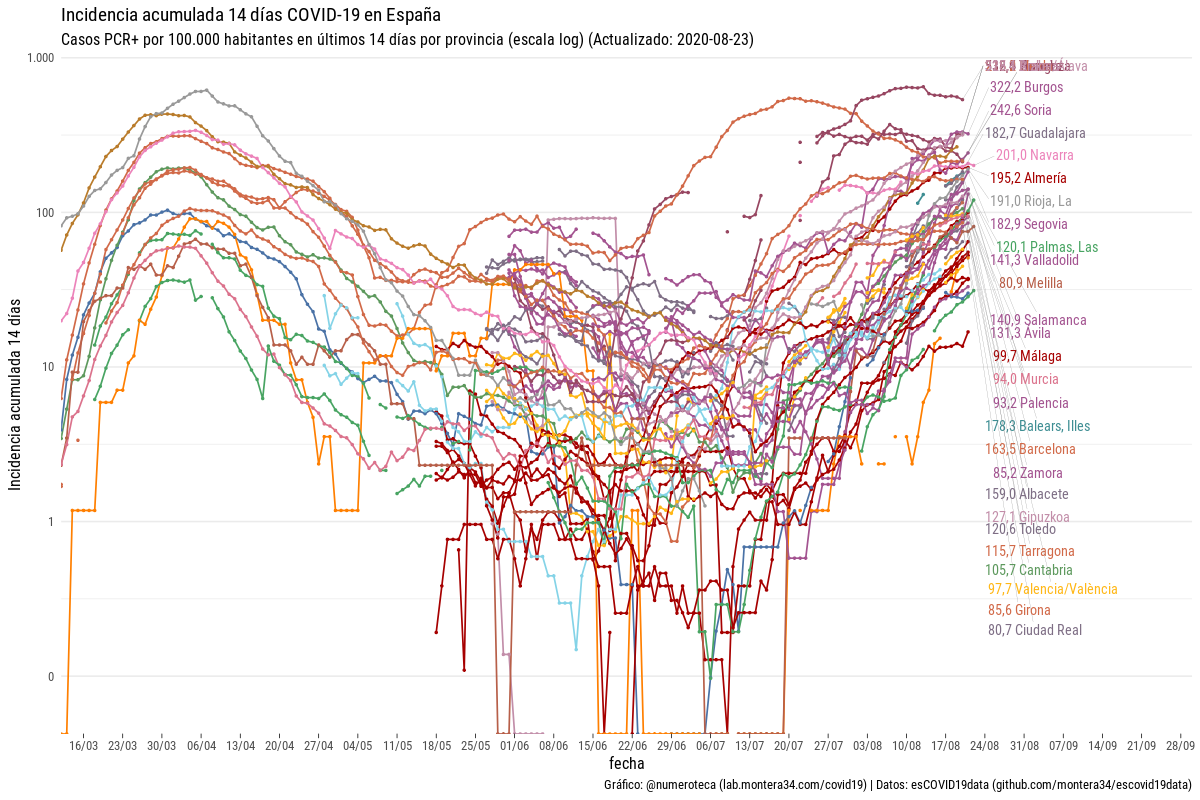 Incidencia acumulada 14 días COVID-19 en España
Casos PCR+ por 100.000 habitantes en últimos 14 días por provincia (escala log) (Actualizado: 2020-08-23)
Incidencia acumulada 14 días
1.000
100
10
1
0
322,2 Burgos
242,6 Soria
182,7 Guadalajara
201,0 Navarra
195,2 Almería
191,0 Rioja, La
182,9 Segovia
120,1 Palmas, Las
141,3 Valladolid
80,9 Melilla
140,9 Salamanca
131,3 Ávila
99,7 Málaga
94,0 Murcia
93,2 Palencia
178,3 Balears, Illes
163,5 Barcelona
85,2 Zamora
159,0 Albacete
127,1 Gipuzkoa
120,6 Toledo
115,7 Tarragona
105,7 Cantabria
97,7 Valencia/València
85,6 Girona
80,7 Ciudad Real
16/03 23/03 30/03 06/04 13/04 20/04 27/04 04/05 11/05 18/05 25/05 01/06 08/06 15/06 22/06 29/06 06/07 13/07 20/07 27/07 03/08 10/08 17/08 24/08 31/08 07/09 14/09 21/09 28/09
fecha
Gráfico: @numeroteca (lab.montera34.com/covid19) | Datos: esCOVID19data (github.com/montera34/escovid19data)